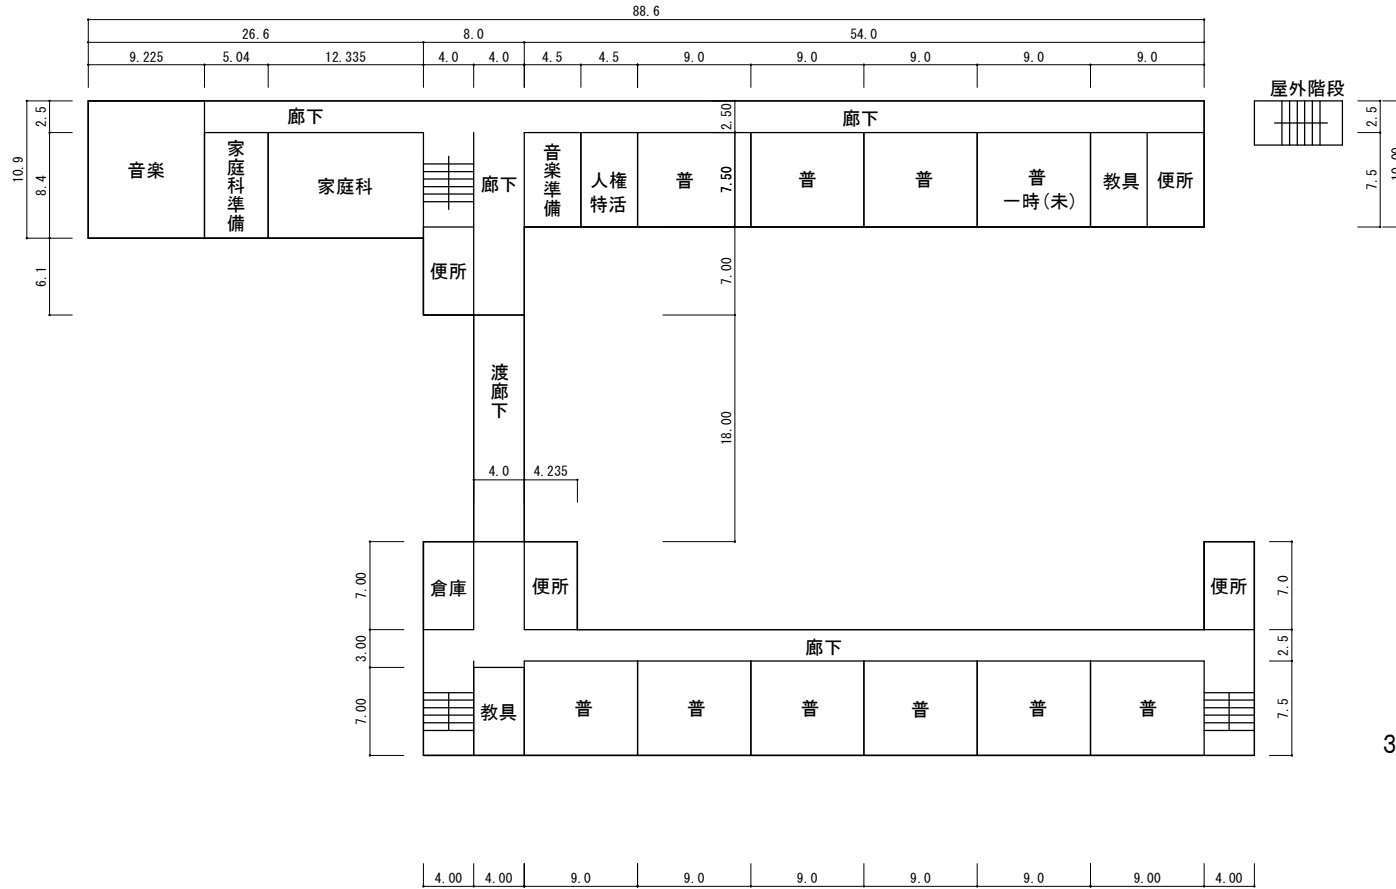 88.6
26.6 8.0 54.0
9.225 5.04 12.335 4.0 4.0 4.5 4.5 9.0 9.0 9.0 9.0 9.0
屋外階段
廊下 廊下
2.5 2.50 2.5
10.9
8.4
音楽
家庭科準備
家庭科
廊下
音楽準備
人権
特活
普
7.50
普
普
普
一時(未)
教具
便所
7.5
6.1
便所
7.00
渡廊下
18.00
4.0 4.235
7.00
倉庫
便所
便所
7.0
3.00
廊下
2.5
7.00
教具
普
普
普
普
普
普
7.5
3
4.00 4.00 9.0 9.0 9.0 9.0 9.0 9.00 4.00